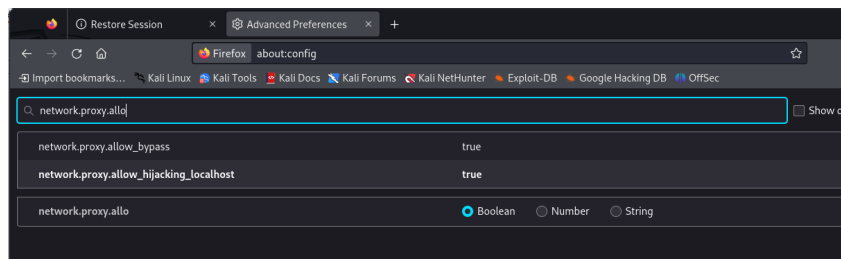 Restore Session × Advanced Preferences × +
Firefox about:config
Import bookmarks... Kali Linux Kali Tools Kali Docs Kali Forums Kali NetHunter Exploit-DB Google Hacking DB OffSec
network.proxy.allo Show
network.proxy.allow_bypass true
network.proxy.allow_hijacking_localhost true
network.proxy.allo Boolean Number String